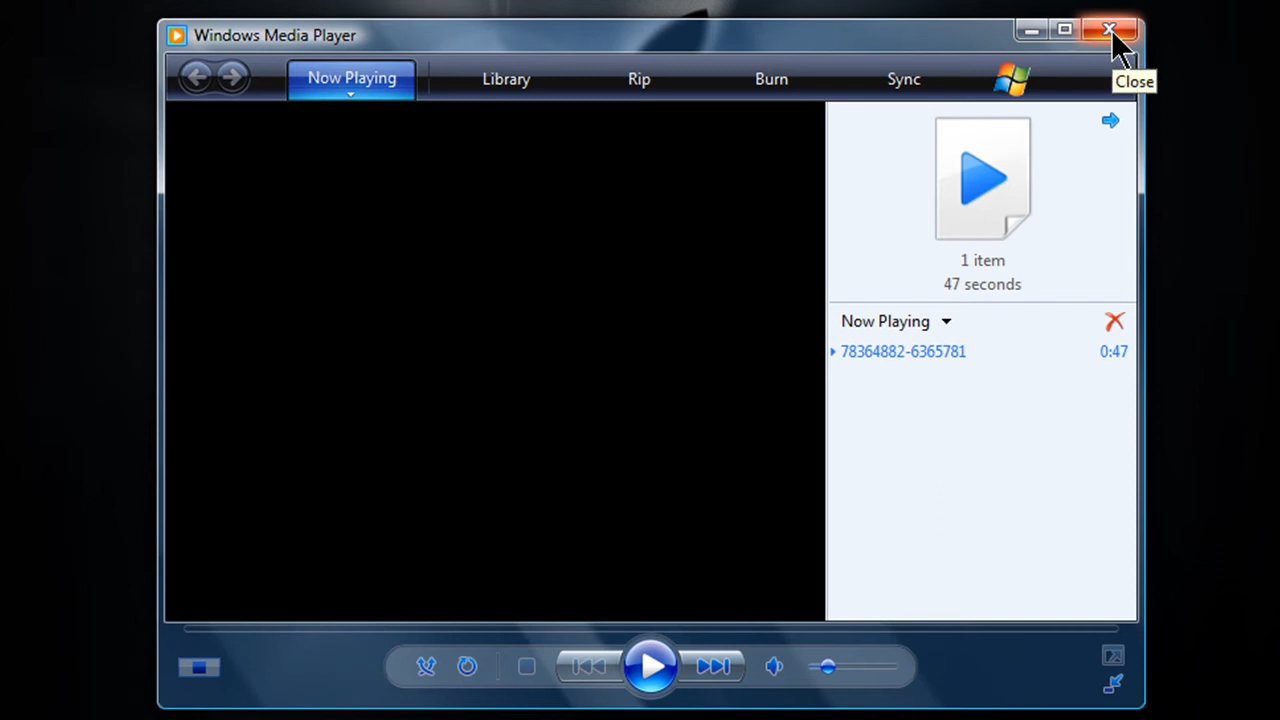 Windows Media Player
Now Playing Library Rip Burn Sync
Close
1 item
47 seconds
Now Playing
78364882-6365781 0:47